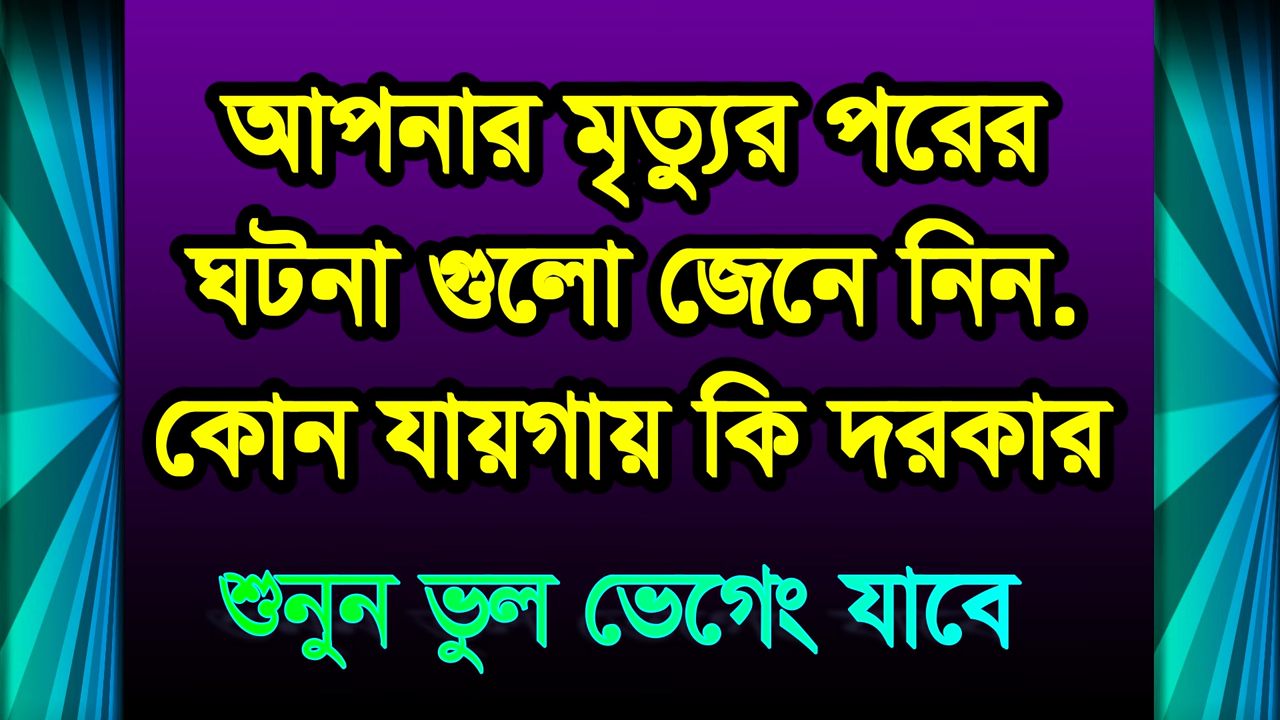 আপনার মৃত্যুর পরের
ঘটনা গুলো জেনে নিন.
কোন যায়গায় কি দরকার
শুনুন ভুল ভেগেং যাবে